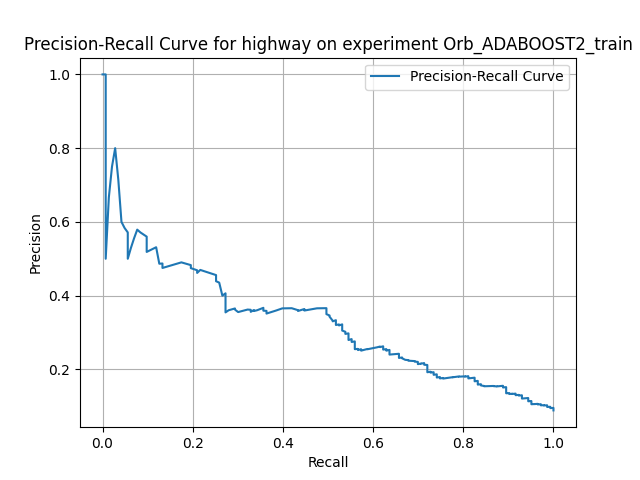 Precision-Recall Curve for highway on experiment Orb_ADABOOST2_train
Precision-Recall Curve
1.0
0.8
0.6
0.4
0.2
Precision
0.0 0.2 0.4 0.6 0.8 1.0
Recall